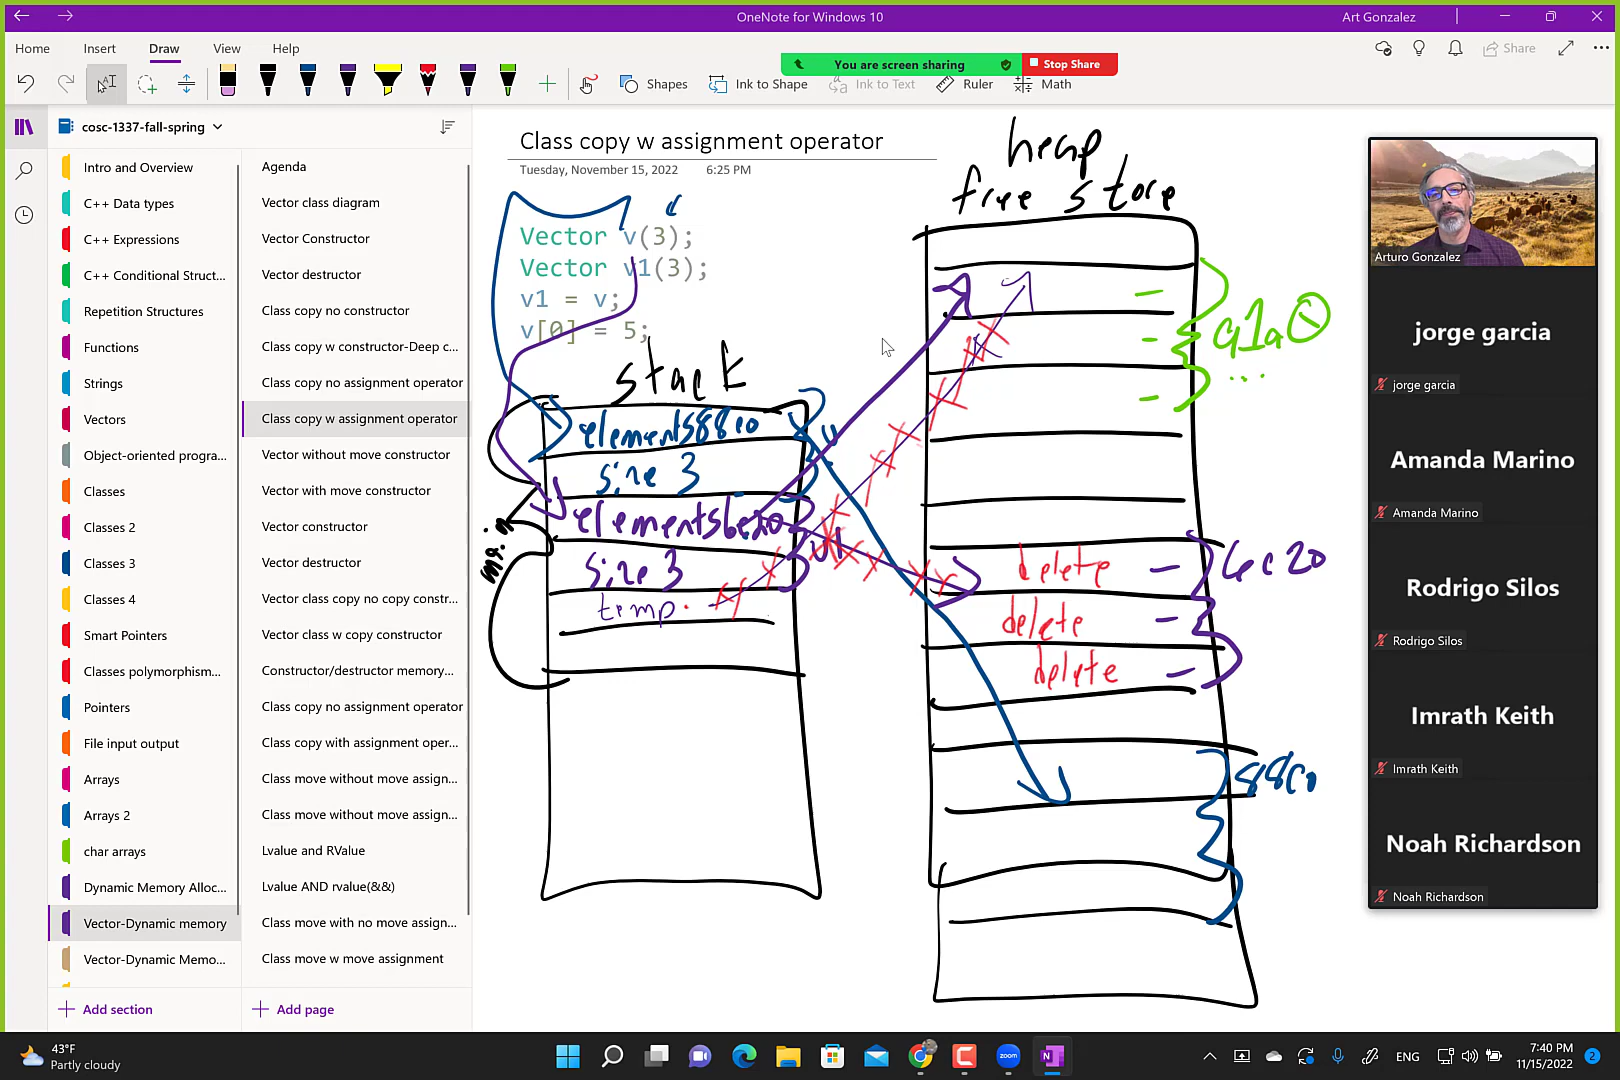 OneNote for Windows 10
Art Gonzalez
Home Insert Draw View Help
Share
You are screen sharing
Stop Share
Shapes
Ink to Shape
Ink to Text
Ruler
Math
cosc-1337-fall-spring
Intro and Overview
C++ Data types
C++ Expressions
C++ Conditional Struct...
Repetition Structures
Functions
Strings
Vectors
Object-oriented progra...
Classes
Classes 2
Classes 3
Classes 4
Smart Pointers
Classes polymorphism...
Pointers
File input output
Arrays
Arrays 2
char arrays
Dynamic Memory Alloc...
Vector-Dynamic memory
Vector-Dynamic Memo...
Add section
Agenda
Vector class diagram
Vector Constructor
Vector destructor
Class copy no constructor
Class copy w constructor-Deep c...
Class copy no assignment operator
Class copy w assignment operator
Vector without move constructor
Vector with move constructor
Vector constructor
Vector destructor
Vector class copy no copy constr...
Vector class w copy constructor
Constructor/destructor memory...
Class copy no assignment operator
Class copy with assignment oper...
Class move without move assign...
Class move without move assign...
Lvalue and RValue
Lvalue AND rvalue(&&)
Class move with no move assign...
Class move w move assignment
Add page
Class copy w assignment operator
Tuesday, November 15, 2022 6:25 PM
Vector v(3);
Vector v1(3);
v1 = v;
v[0] = 5;
stack
elements88c0
size 3
elements6c20
size 3
temp
main
v
v1
heap
free store
delete
delete
delete
6c20
88c0
Arturo Gonzalez
jorge garcia
jorge garcia
Amanda Marino
Amanda Marino
Rodrigo Silos
Rodrigo Silos
Imrath Keith
Imrath Keith
Noah Richardson
Noah Richardson
43°F
Partly cloudy
zoom
ENG
7:40 PM
11/15/2022
2